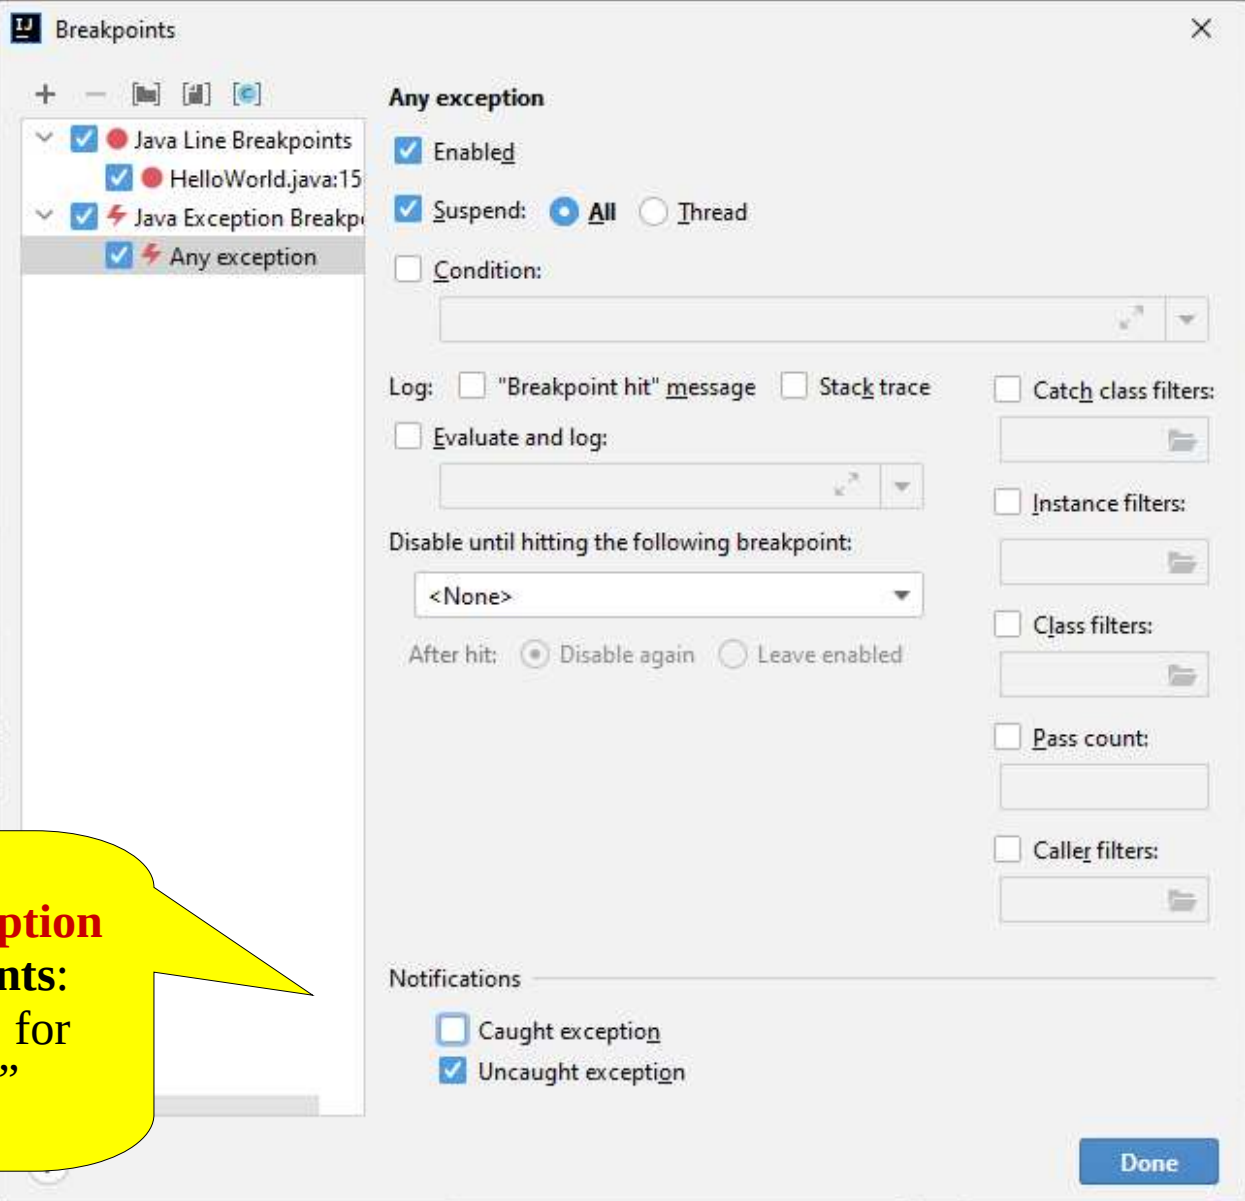 IJ
Breakpoints
Any exception
Java Line Breakpoints
HelloWorld.java:15
Java Exception Breakp
Any exception
Enabled
Suspend: All Thread
Condition:
Log: "Breakpoint hit" message Stack trace
Evaluate and log:
Disable until hitting the following breakpoint:
<None>
After hit: Disable again Leave enabled
Catch class filters:
Instance filters:
Class filters:
Pass count:
Caller filters:
Notifications
Caught exception
Uncaught exception
Done
ption
nts:
for
”